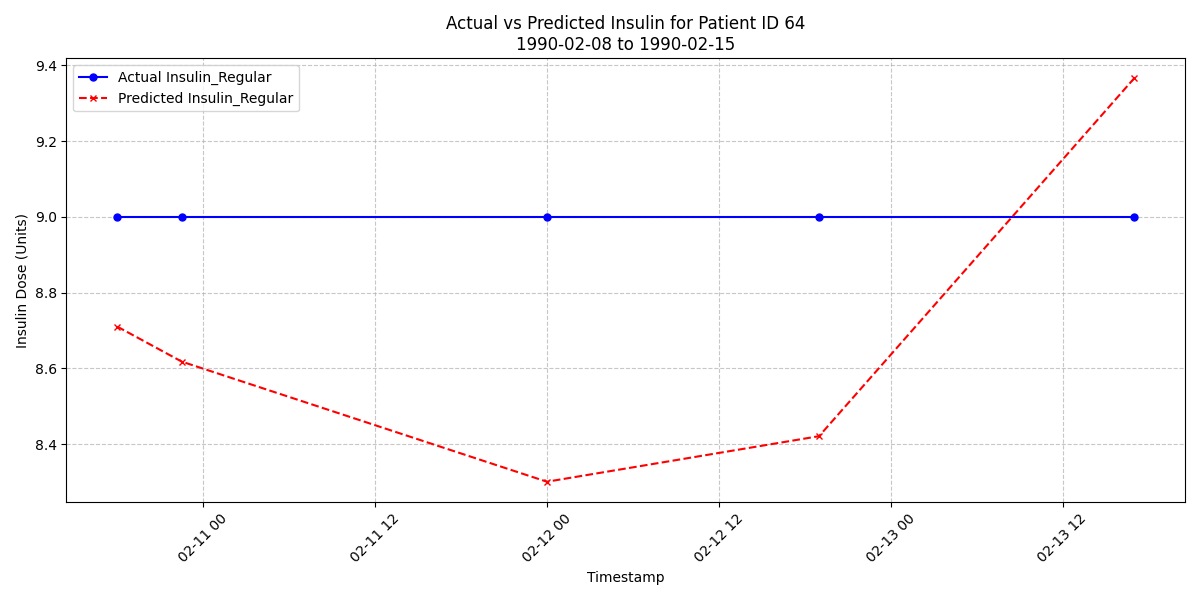 Actual vs Predicted Insulin for Patient ID 64
1990-02-08 to 1990-02-15
Actual Insulin_Regular
Predicted Insulin_Regular
Insulin Dose (Units)
9.4
9.2
9.0
8.8
8.6
8.4
02-11 00
02-11 12
02-12 00
02-12 12
02-13 00
02-13 12
Timestamp